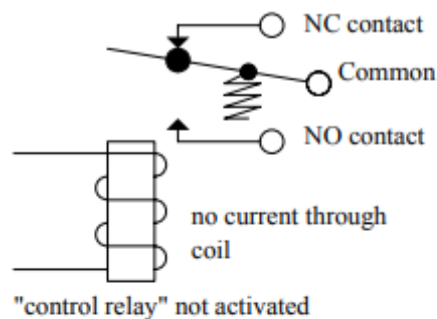 NC contact
Common
NO contact
no current through
coil
"control relay" not activated